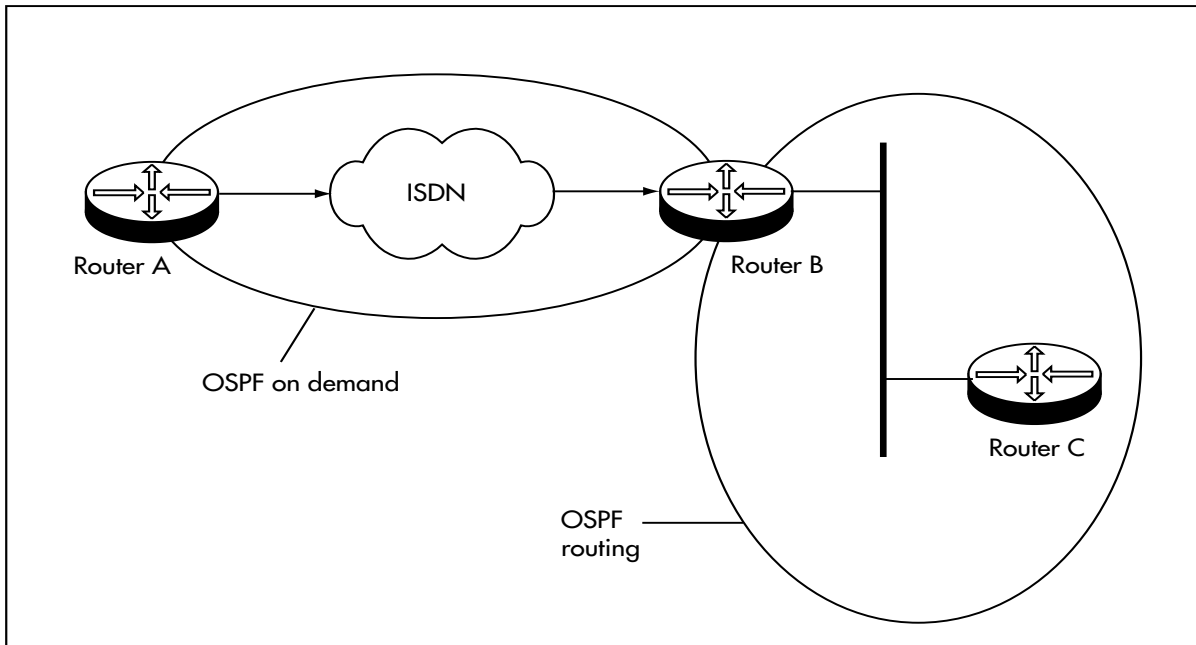 ISDN
Router A
Router B
OSPF on demand
Router C
OSPF
routing